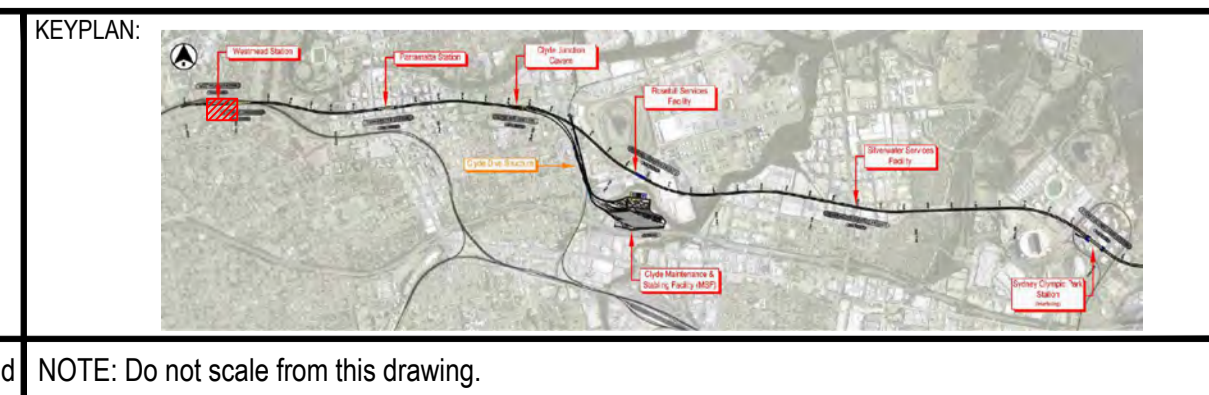 KEYPLAN:
Westmead Station
Parramatta Station
Clyde Junction
Cavern
Rosehill Services
Facility
Clyde Dive Structure
Silverwater Services
Facility
Clyde Maintenance &
Stabling Facility (MSF)
Sydney Olympic Park
Station
d
NOTE: Do not scale from this drawing.